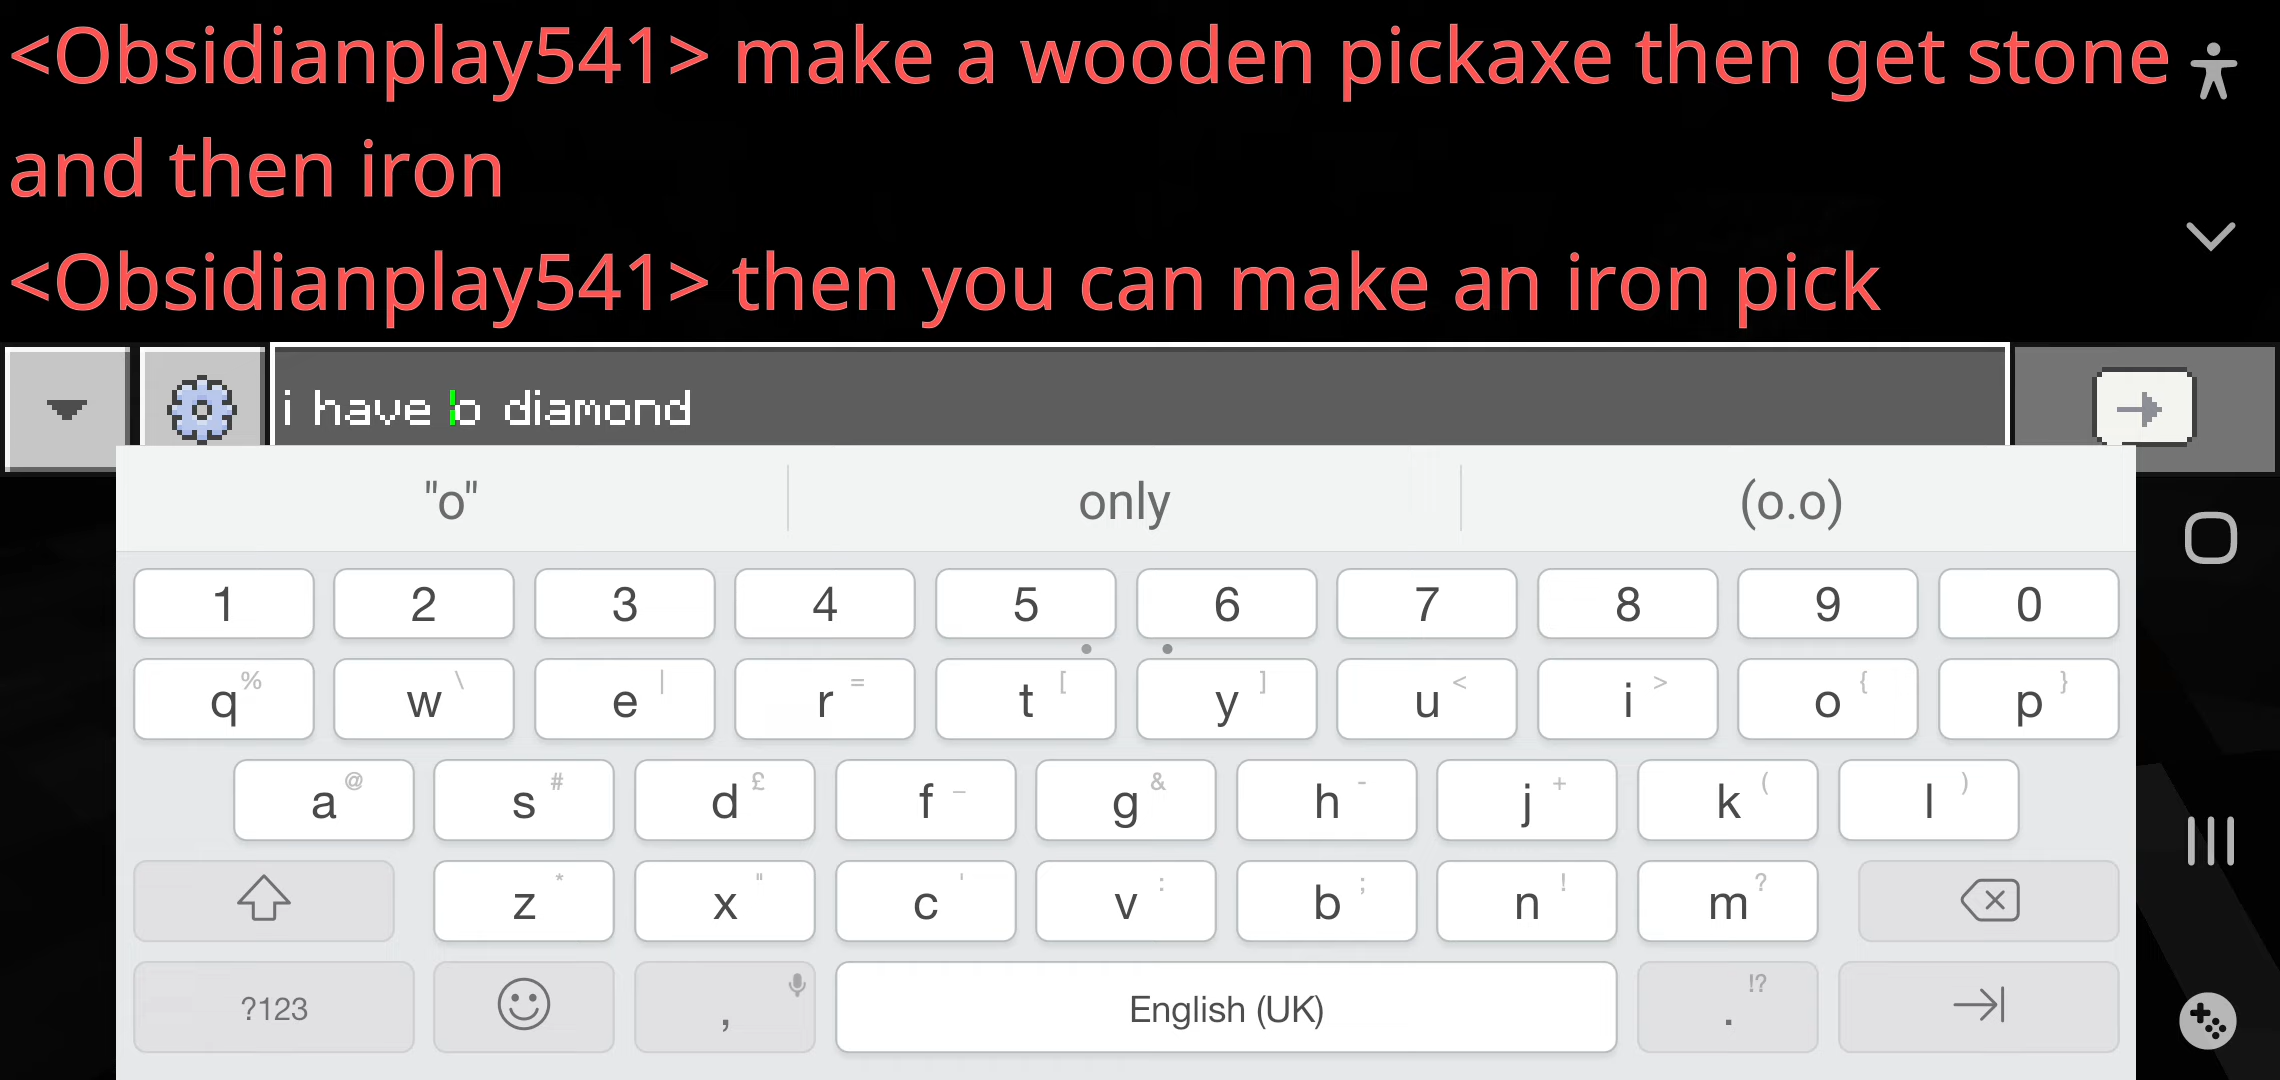 <Obsidianplay541> make a wooden pickaxe then get stone
and then iron
<Obsidianplay541> then you can make an iron pick
i have o diamond
"o" only (o.o)
1 2 3 4 5 6 7 8 9 0
q % w \ e | r = t [ y ] u < i > o { p }
a @ s # d £ f _ g & h - j + k ( l )
z * x " c ' v : b ; n ! m ?
?123 , English (UK) . !?